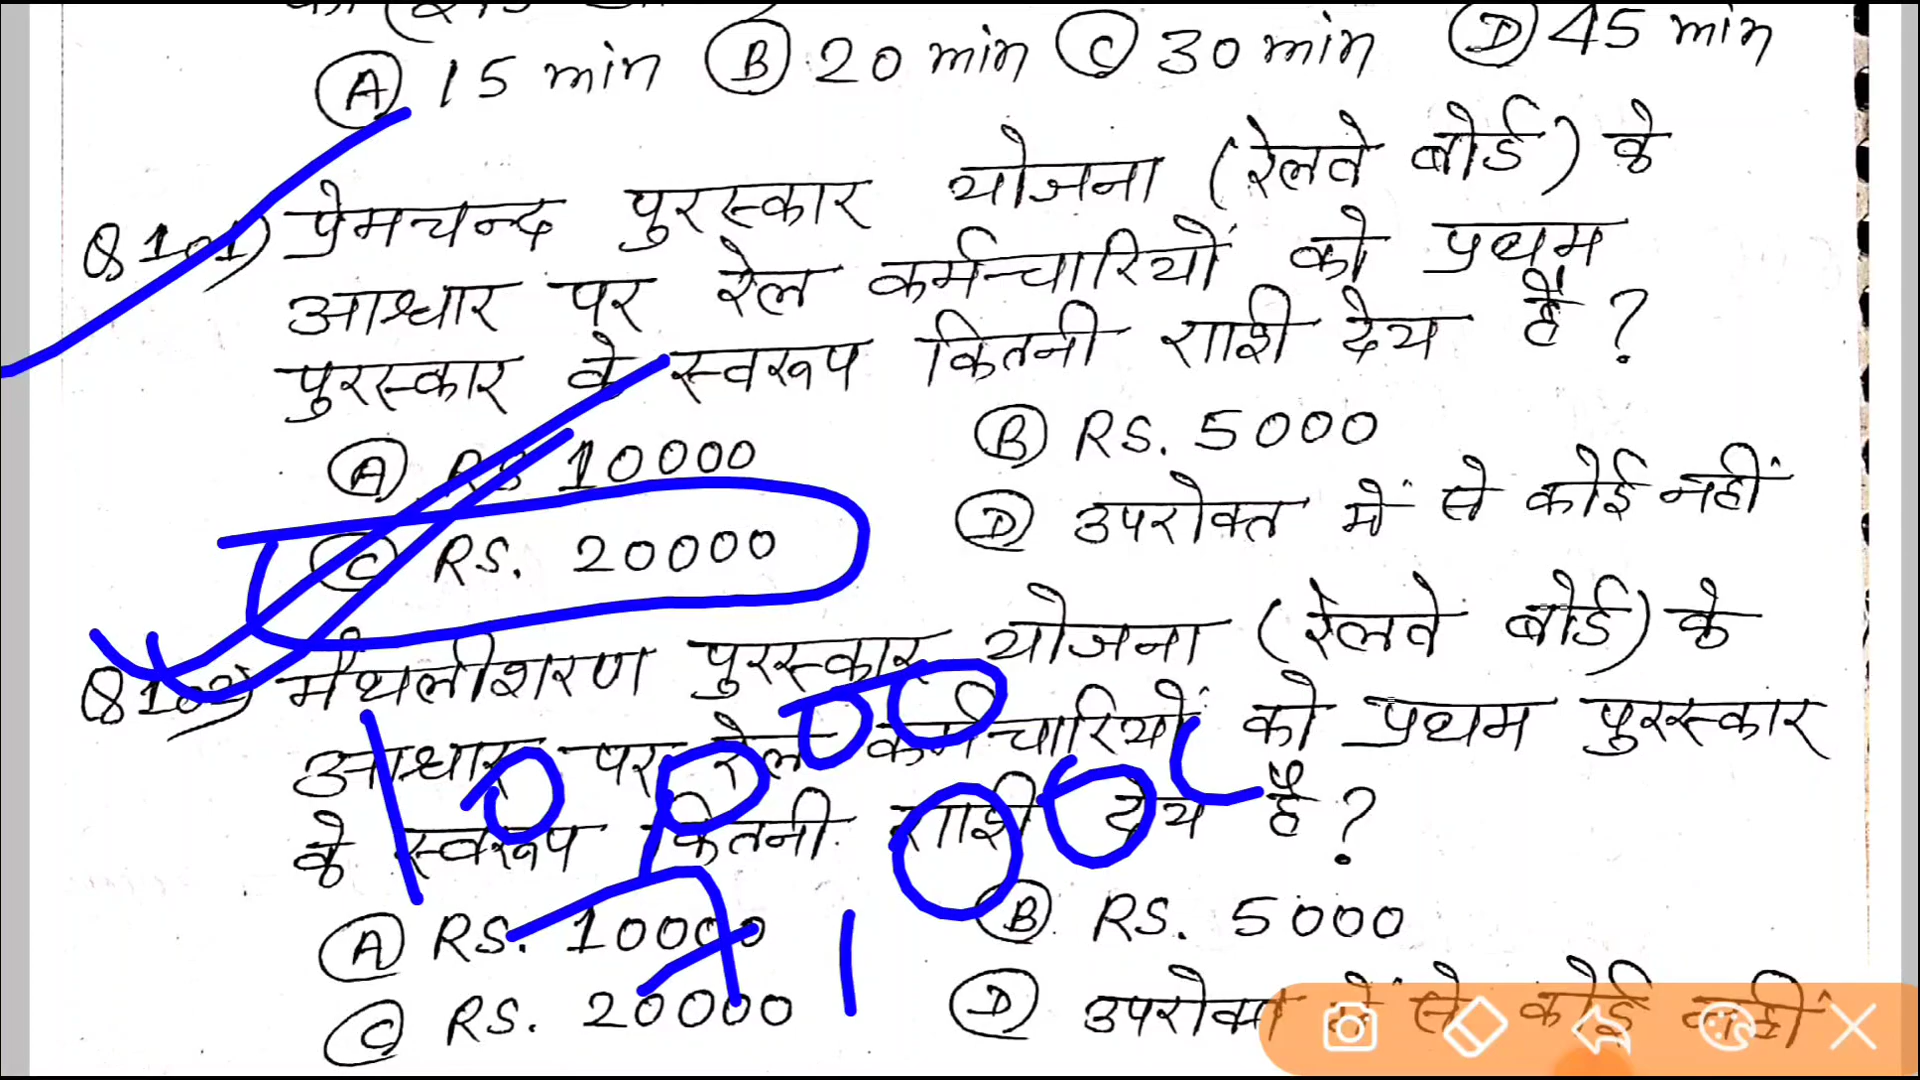 (A) 15 min (B) 20 min (C) 30 min (D) 45 min
Q 101) प्रेमचन्द पुरस्कार योजना (रेलवे बोर्ड) के
आधार पर रेल कर्मचारियों को प्रथम
पुरस्कार के स्वरूप कितनी राशी देय है ?
(A) RS 10000 (B) RS. 5000
(C) RS. 20000 (D) उपरोक्त में से कोई नहीं
Q 102) मैथलीशरण पुरस्कार योजना (रेलवे बोर्ड) के
आधार पर रेल कर्मचारियों को प्रथम पुरस्कार
के स्वरूप कितनी राशी देय है ?
(A) RS. 10000 (B) RS. 5000
(C) RS. 20000 (D) उपरोक्त में से कोई नहीं